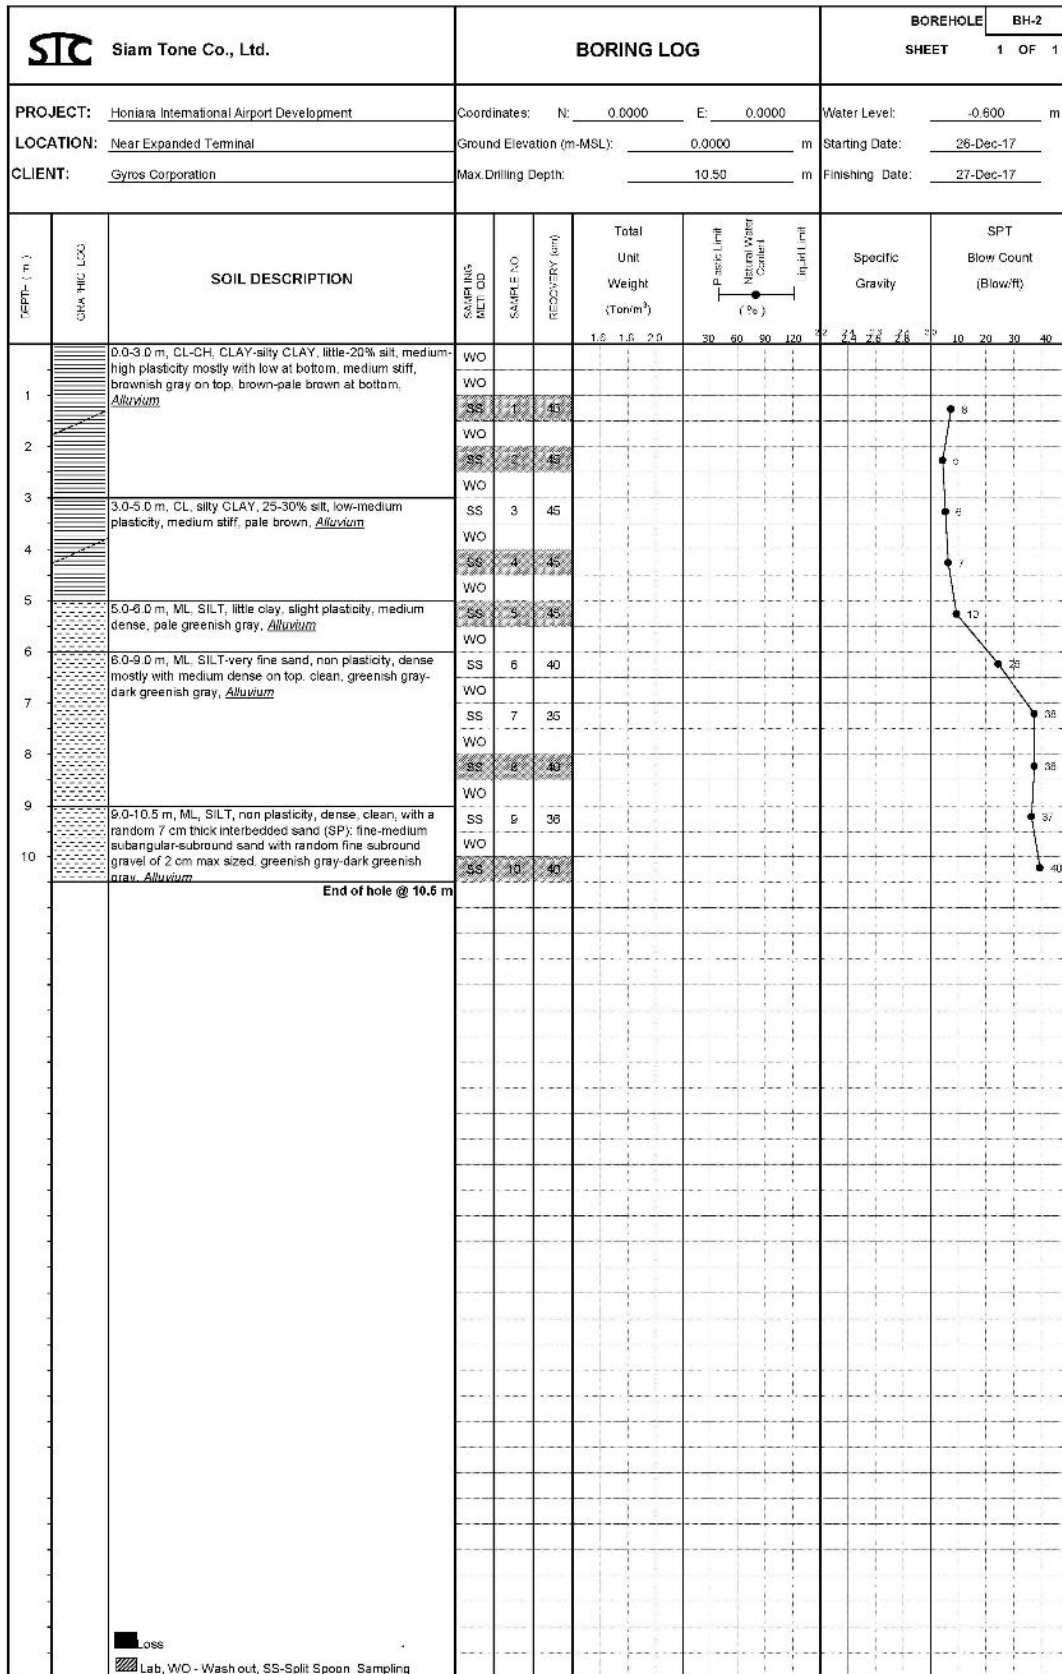 BOREHOLE BH-2
STC Siam Tone Co., Ltd.
BORING LOG
SHEET 1 OF 1
PROJECT: Honiara International Airport Development
Coordinates: N: 0.0000 E: 0.0000
Water Level: -0.600 m
LOCATION: Near Expanded Terminal
Ground Elevation (m-MSL): 0.0000 m
Starting Date: 26-Dec-17
CLIENT: Gyros Corporation
Max.Drilling Depth: 10.50 m
Finishing Date: 27-Dec-17
DEPTH ( m )
GRAPHIC LOG
SOIL DESCRIPTION
SAMPLING METHOD
SAMPLE NO
RECOVERY (cm)
Total
Unit
Weight
(Ton/m³)
Plastic Limit
Natural Water
Content
Liquid Limit
( % )
Specific
Gravity
SPT
Blow Count
(Blow/ft)
1.6 1.8 2.0
30 60 90 120
2.4 2.6 2.8
10 20 30 40
0.0-3.0 m, CL-CH, CLAY-silty CLAY, little-20% silt, medium-
high plasticity mostly with low at bottom, medium stiff,
brownish gray on top, brown-pale brown at bottom,
Alluvium
WO
WO
1
SS 1 45 8
WO
2
SS 2 45
WO
3
3.0-5.0 m, CL, silty CLAY, 25-30% silt, low-medium
plasticity, medium stiff, pale brown, Alluvium
SS 3 45 6
WO
4
SS 4 45 7
WO
5
5.0-6.0 m, ML, SILT, little clay, slight plasticity, medium
dense, pale greenish gray, Alluvium
SS 5 45 10
WO
6
6.0-9.0 m, ML, SILT-very fine sand, non plasticity, dense
mostly with medium dense on top, clean, greenish gray-
dark greenish gray, Alluvium
SS 6 40 25
WO
7
SS 7 35 38
WO
8
SS 8 40 38
WO
9
9.0-10.5 m, ML, SILT, non plasticity, dense, clean, with a
random 7 cm thick interbedded sand (SP): fine-medium
subangular-subround sand with random fine subround
gravel of 2 cm max sized, greenish gray-dark greenish
gray, Alluvium
SS 9 36 37
WO
10
SS 10 40 40
End of hole @ 10.5 m
Loss
Lab, WO - Wash out, SS-Split Spoon Sampling